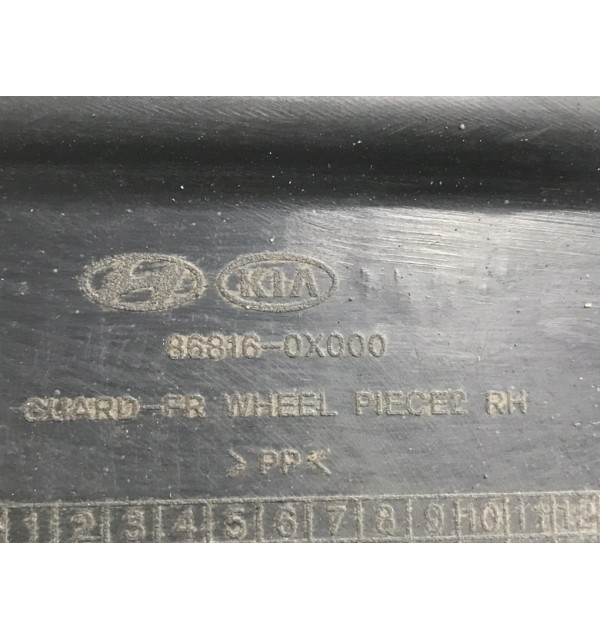 KIA
86816-0X000
GUARD-FR WHEEL PIECE2 RH
>PP<
1 2 3 4 5 6 7 8 9 10 11 12